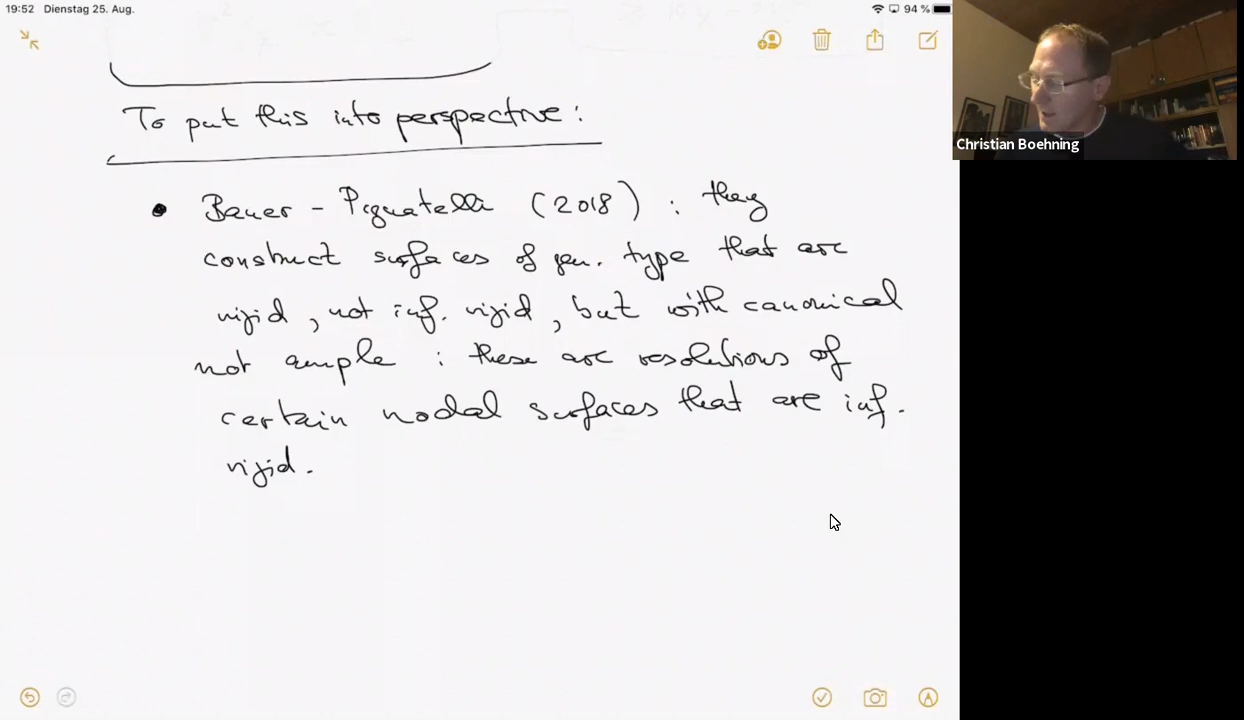 19:52 Dienstag 25. Aug.
94 %
To put this into perspective:
• Bauer - Pignatelli (2018) : they
construct surfaces of gen. type that are
rigid, not inf. rigid, but with canonical
not ample : these are resolutions of
certain nodal surfaces that are inf.
rigid.
Christian Boehning